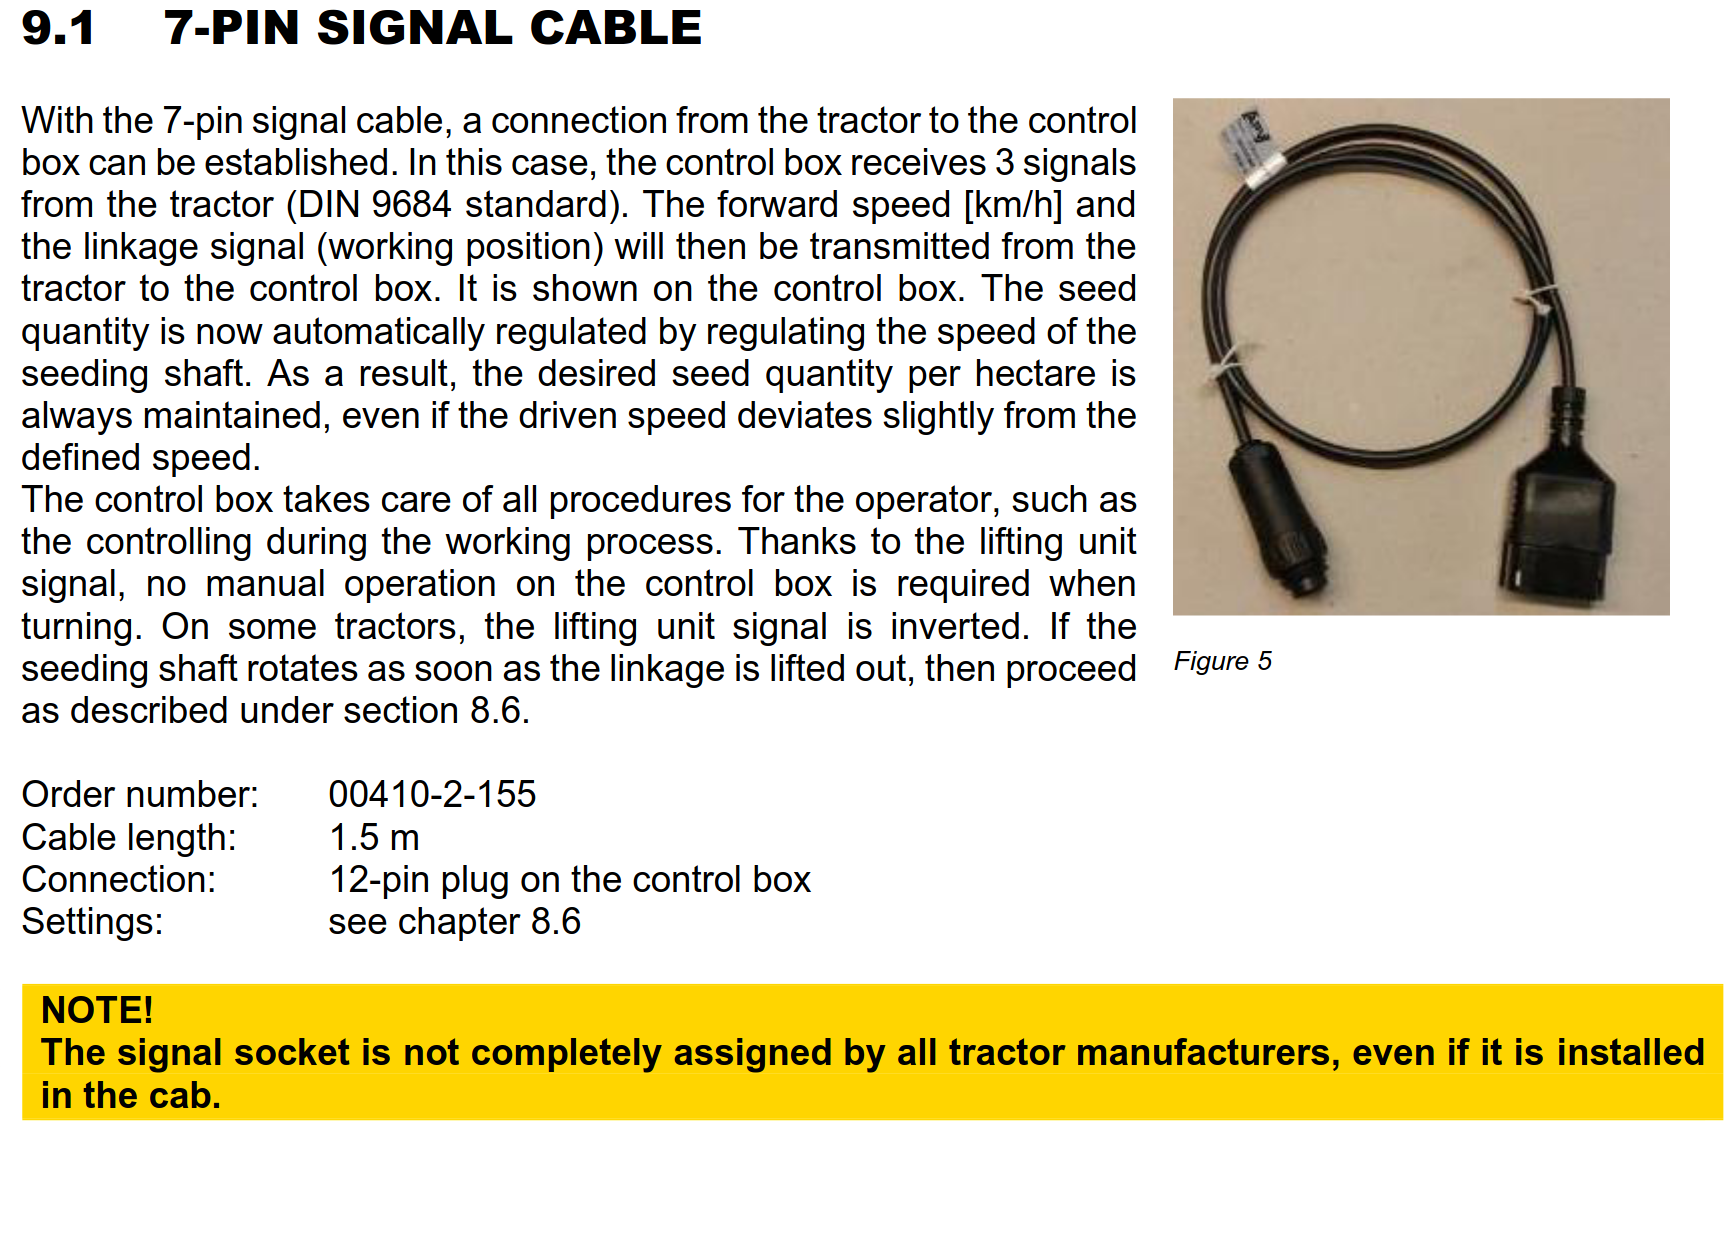 9.1 7-PIN SIGNAL CABLE
With the 7-pin signal cable, a connection from the tractor to the control
box can be established. In this case, the control box receives 3 signals
from the tractor (DIN 9684 standard). The forward speed [km/h] and
the linkage signal (working position) will then be transmitted from the
tractor to the control box. It is shown on the control box. The seed
quantity is now automatically regulated by regulating the speed of the
seeding shaft. As a result, the desired seed quantity per hectare is
always maintained, even if the driven speed deviates slightly from the
defined speed.
The control box takes care of all procedures for the operator, such as
the controlling during the working process. Thanks to the lifting unit
signal, no manual operation on the control box is required when
turning. On some tractors, the lifting unit signal is inverted. If the
seeding shaft rotates as soon as the linkage is lifted out, then proceed
as described under section 8.6.
Figure 5
Order number: 00410-2-155
Cable length: 1.5 m
Connection: 12-pin plug on the control box
Settings: see chapter 8.6
NOTE!
The signal socket is not completely assigned by all tractor manufacturers, even if it is installed
in the cab.